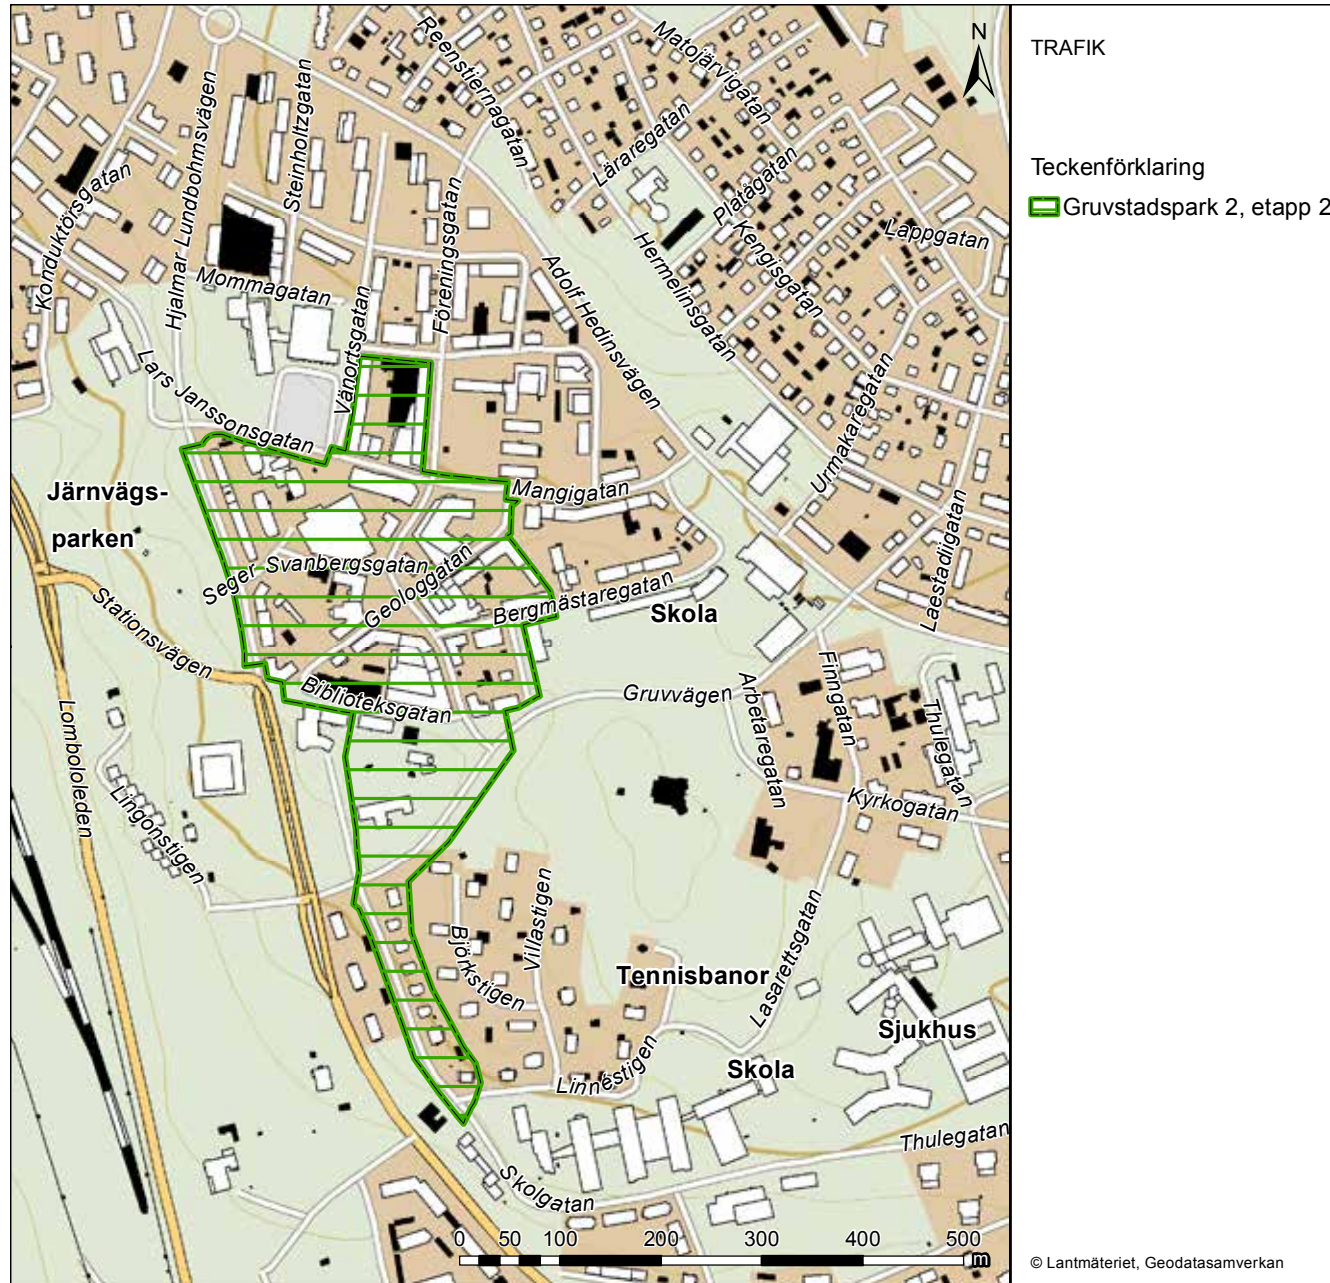 TRAFIK
Teckenförklaring
Gruvstadspark 2, etapp 2
© Lantmäteriet, Geodatasamverkan
N
Reenstiernagatan
Matojärvigatan
Hjalmar Lundbohmsvägen
Steinholtzgatan
Konduktörsgatan
Läraregatan
Platågatan
Kengisgatan
Lappgatan
Föreningsgatan
Adolf Hedinsvägen
Hermelinsgatan
Mommagatan
Vänortsgatan
Lars Janssonsgatan
Urmakaregatan
Mangigatan
Järnvägs-
parken
Seger Svanbergsgatan
Geologgatan
Bergmästaregatan
Skola
Laestadiigatan
Stationsvägen
Lombololeden
Biblioteksgatan
Gruvvägen
Arbetaregatan
Finngatan
Thulegatan
Kyrkogatan
Lingonstigen
Björkstigen
Villastigen
Tennisbanor
Lasarettsgatan
Sjukhus
Linnéstigen
Skola
Thulegatan
Skolgatan
0 50 100 200 300 400 500
m